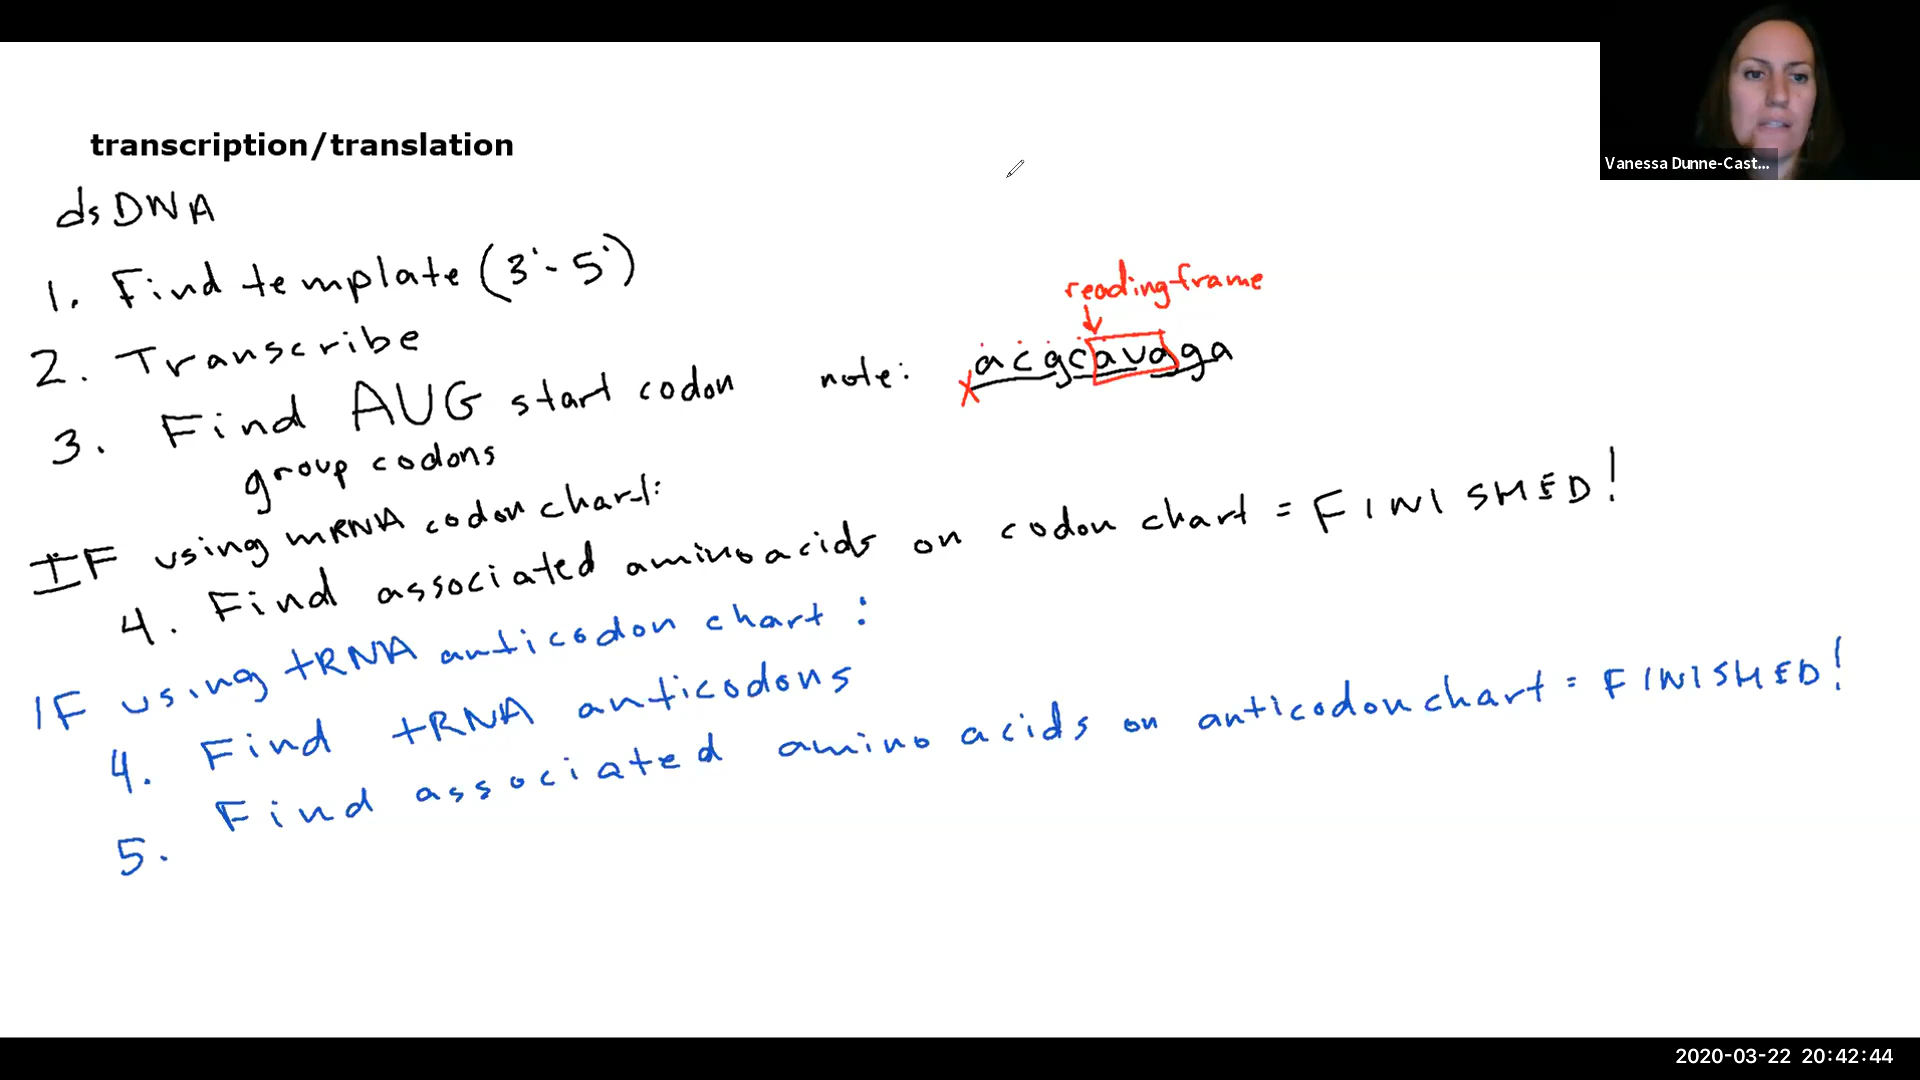 Vanessa Dunne-Cast...
transcription/translation
dsDNA
1. Find template (3'-5')
2. Transcribe
3. Find AUG start codon
group codons
reading frame
note: acgcaugga
X
IF using mRNA codon chart:
4. Find associated amino acids on codon chart = FINISHED!
IF using tRNA anticodon chart:
4. Find tRNA anticodons
5. Find associated amino acids on anticodon chart = FINISHED!
2020-03-22 20:42:44